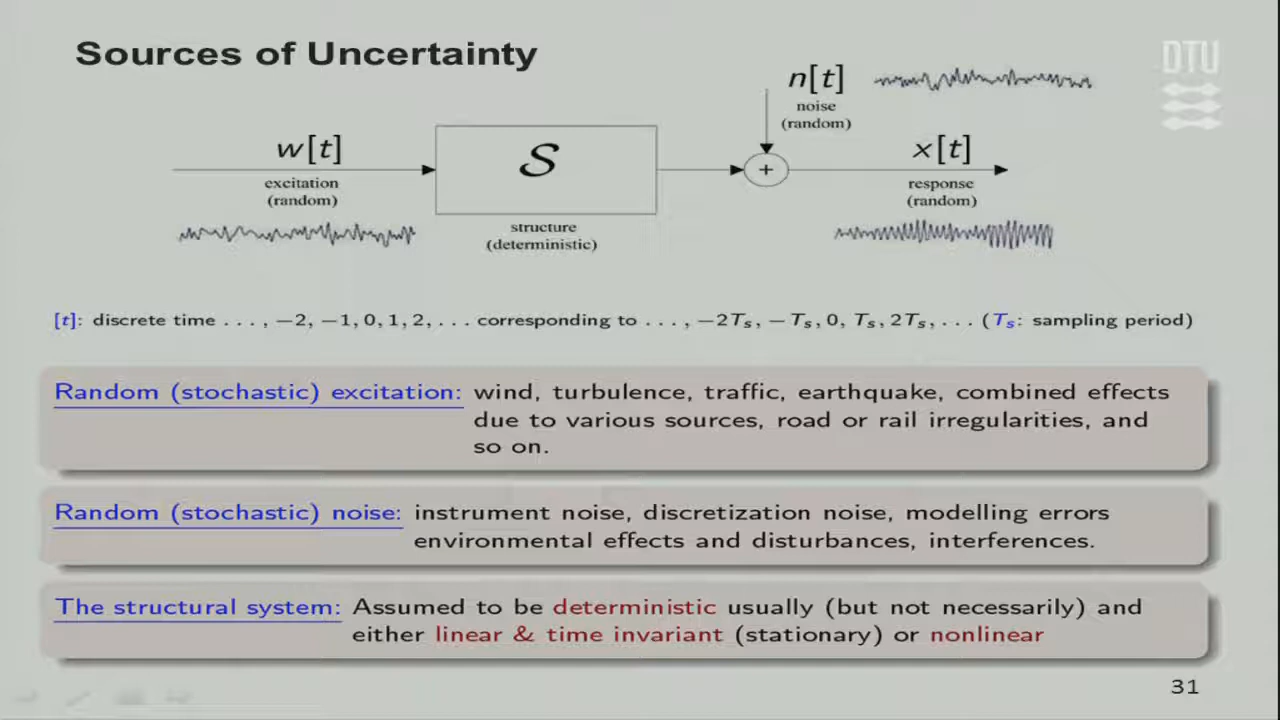 Sources of Uncertainty
DTU
n[t]
noise
(random)
w[t]
S
+
x[t]
excitation
(random)
response
(random)
structure
(deterministic)
[t]: discrete time . . . , −2, −1, 0, 1, 2, . . . corresponding to . . . , −2Ts, −Ts, 0, Ts, 2Ts, . . . (Ts: sampling period)
Random (stochastic) excitation: wind, turbulence, traffic, earthquake, combined effects
due to various sources, road or rail irregularities, and
so on.
Random (stochastic) noise: instrument noise, discretization noise, modelling errors
environmental effects and disturbances, interferences.
The structural system: Assumed to be deterministic usually (but not necessarily) and
either linear & time invariant (stationary) or nonlinear
31